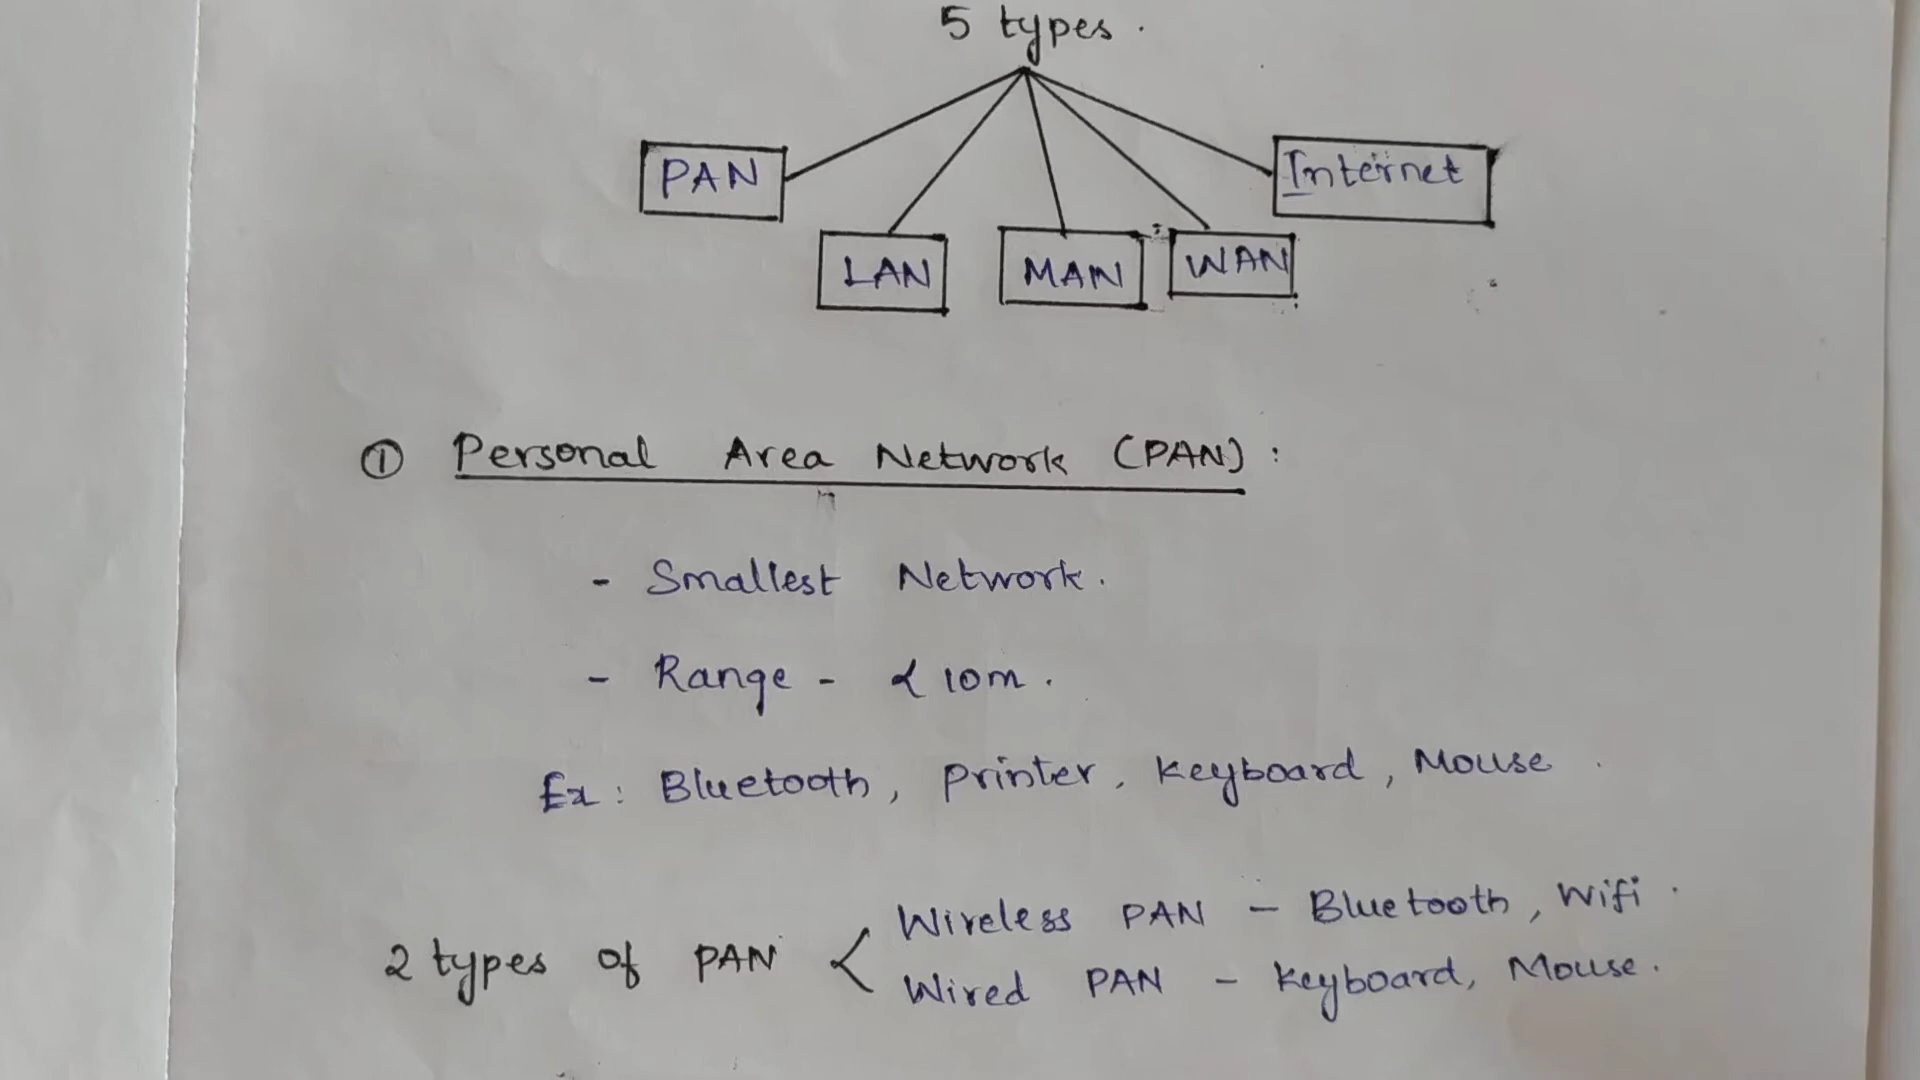 5 types.
PAN
Internet
LAN
MAN
WAN
① Personal Area Network (PAN) :
- Smallest Network.
- Range - < 10m.
Ex : Bluetooth, printer, keyboard, Mouse.
2 types of PAN < Wireless PAN - Bluetooth, Wifi.
Wired PAN - keyboard, Mouse.